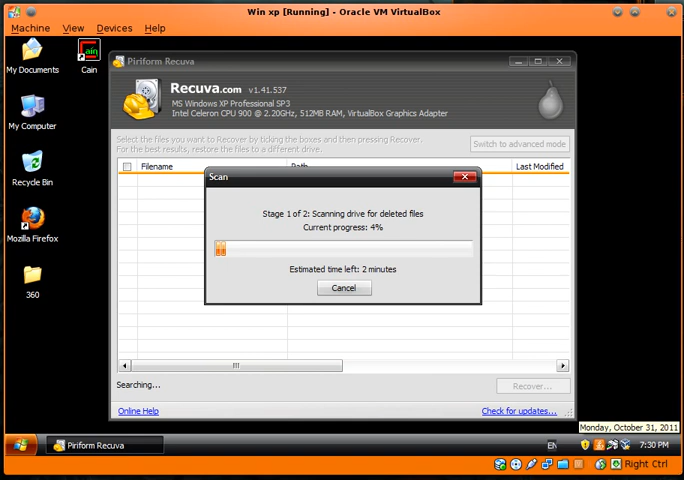 Win xp [Running] - Oracle VM VirtualBox
Machine View Devices Help
My Documents
Cain
My Computer
Recycle Bin
Mozilla Firefox
360
Piriform Recuva
Recuva.com v1.41.537
MS Windows XP Professional SP3
Intel Celeron CPU 900 @ 2.20GHz, 512MB RAM, VirtualBox Graphics Adapter
Select the files you want to Recover by ticking the boxes and then pressing Recover.
For the best results, restore the files to a different drive.
Switch to advanced mode
Filename Path Last Modified
Scan
Stage 1 of 2: Scanning drive for deleted files
Current progress: 4%
Estimated time left: 2 minutes
Cancel
Searching...
Recover...
Online Help
Check for updates...
Monday, October 31, 2011
Piriform Recuva
EN
7:30 PM
Right Ctrl